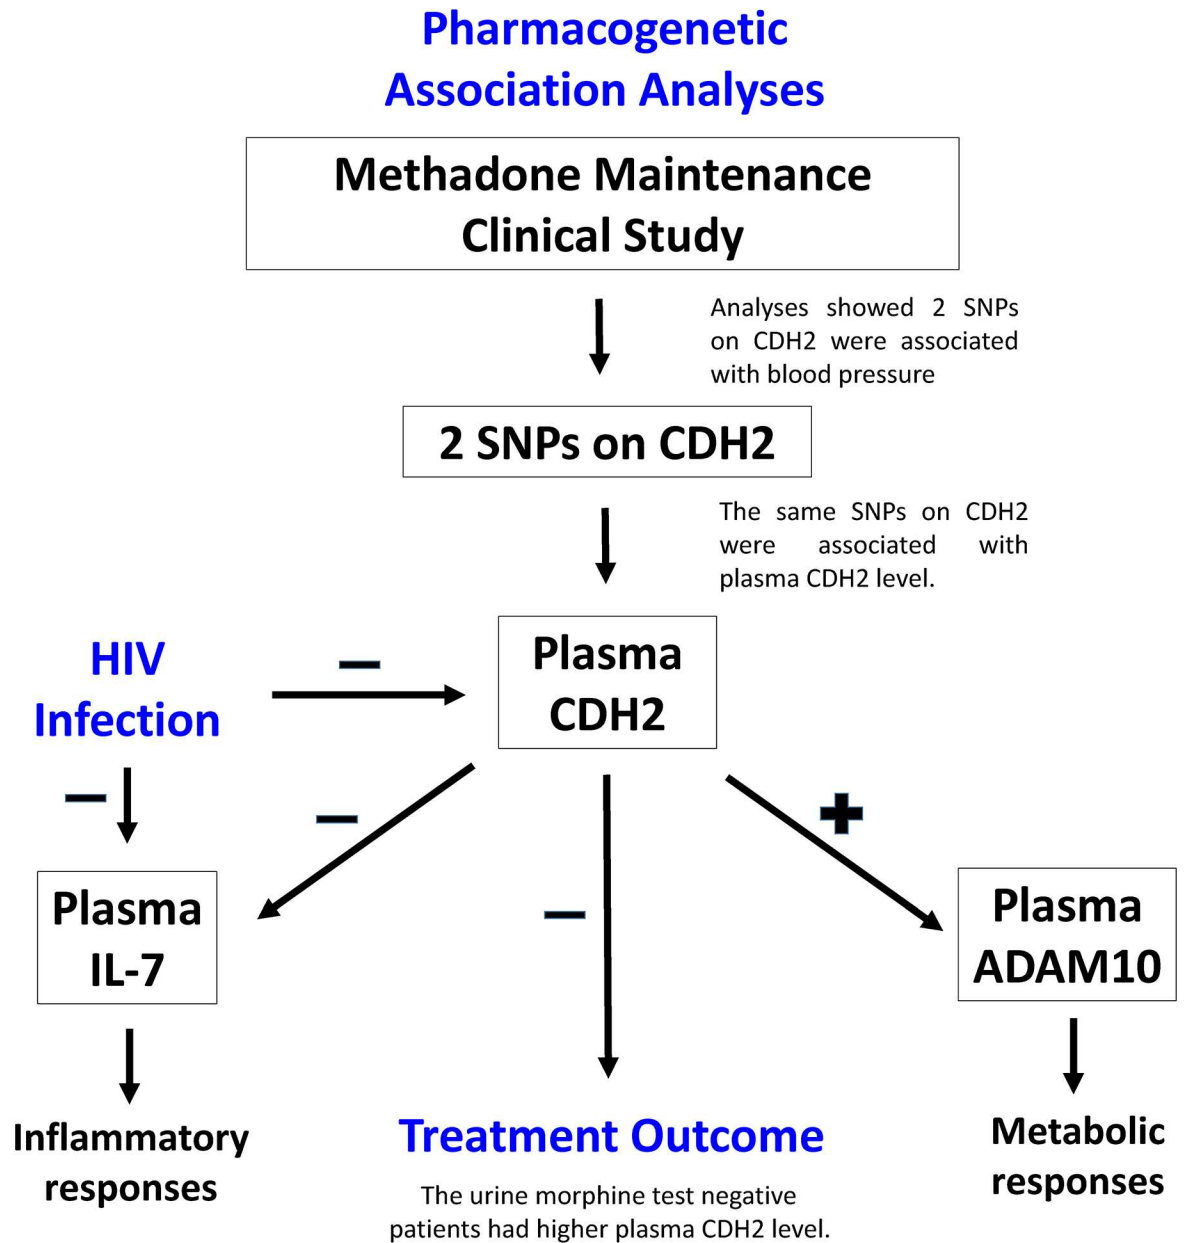 Pharmacogenetic
Association Analyses
Methadone Maintenance
Clinical Study
Analyses showed 2 SNPs
on CDH2 were associated
with blood pressure
2 SNPs on CDH2
The same SNPs on CDH2
were associated with
plasma CDH2 level.
HIV
Infection
−
Plasma
CDH2
−
−
+
−
Plasma
IL-7
Plasma
ADAM10
Inflammatory
responses
Treatment Outcome
The urine morphine test negative
patients had higher plasma CDH2 level.
Metabolic
responses